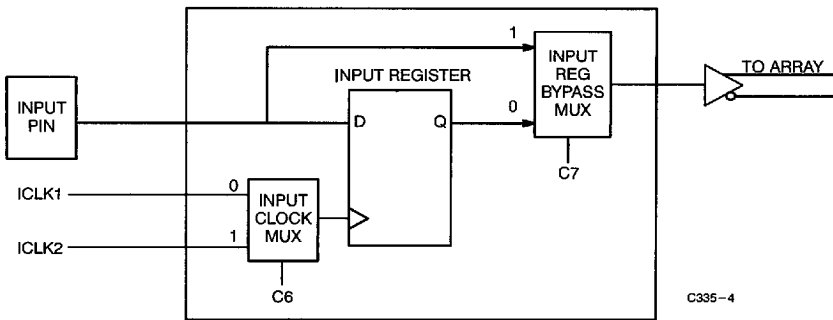 1
INPUT
REG
BYPASS
MUX
TO ARRAY
INPUT REGISTER
INPUT
PIN
D
Q
0
C7
ICLK1
0
INPUT
CLOCK
MUX
ICLK2
1
C6
C335-4